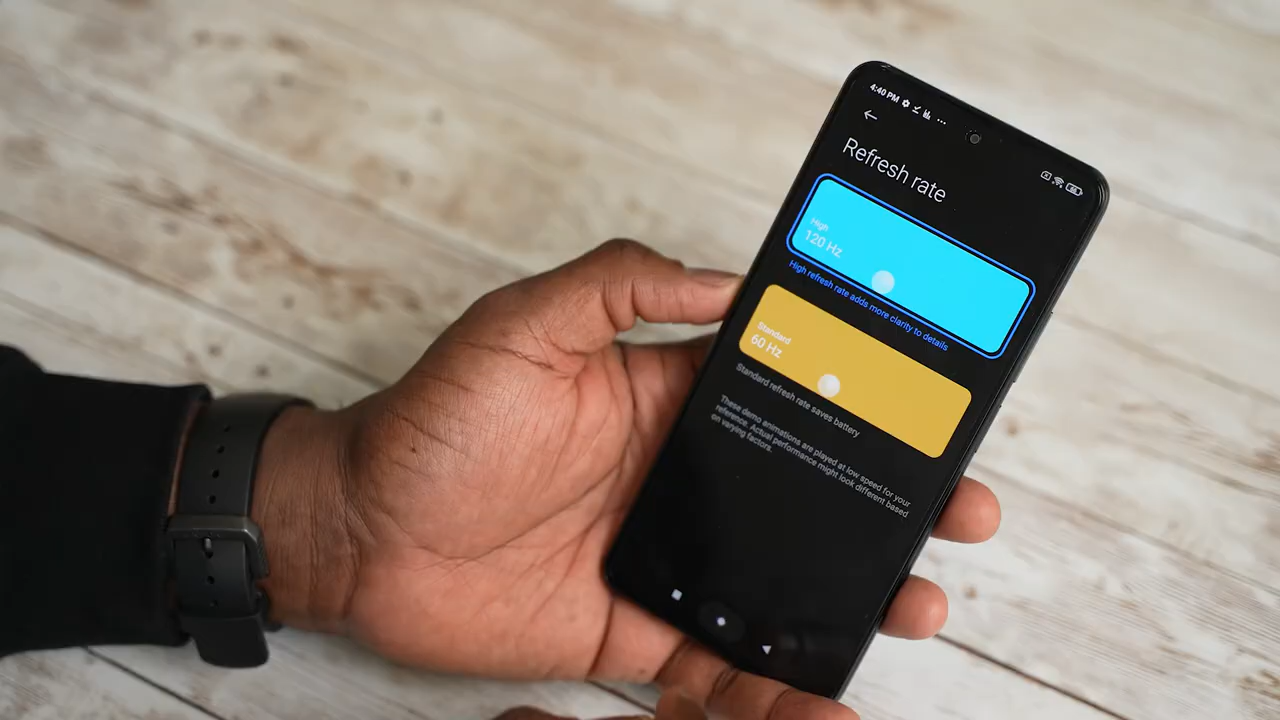 4:40 PM
Refresh rate
High
120 Hz
High refresh rate adds more clarity to details
Standard
60 Hz
Standard refresh rate saves battery
These demo animations are played at low speed for your
reference. Actual performance might look different based
on varying factors.